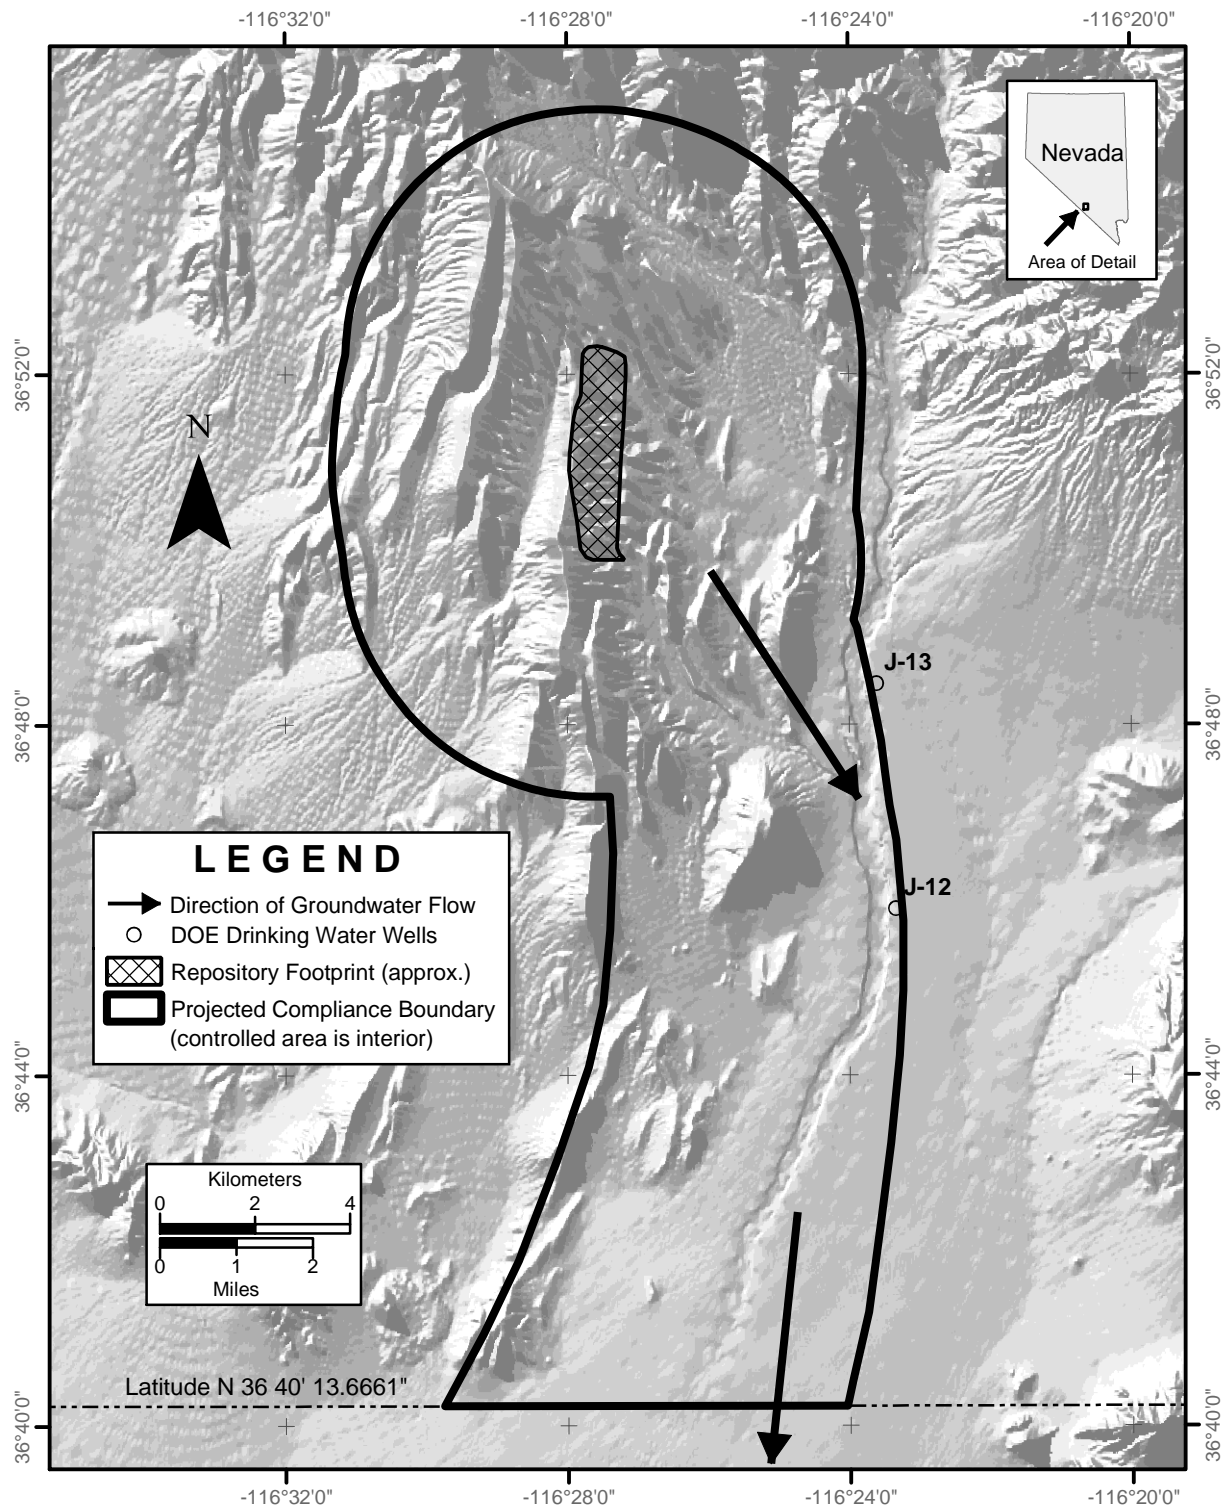 -116°32'0"
-116°28'0"
-116°24'0"
-116°20'0"
Nevada
Area of Detail
36°52'0"
36°52'0"
N
J-13
36°48'0"
36°48'0"
LEGEND
Direction of Groundwater Flow
DOE Drinking Water Wells
Repository Footprint (approx.)
Projected Compliance Boundary
(controlled area is interior)
J-12
36°44'0"
36°44'0"
Kilometers
0 2 4
0 1 2
Miles
Latitude N 36 40' 13.6661"
36°40'0"
36°40'0"
-116°32'0"
-116°28'0"
-116°24'0"
-116°20'0"